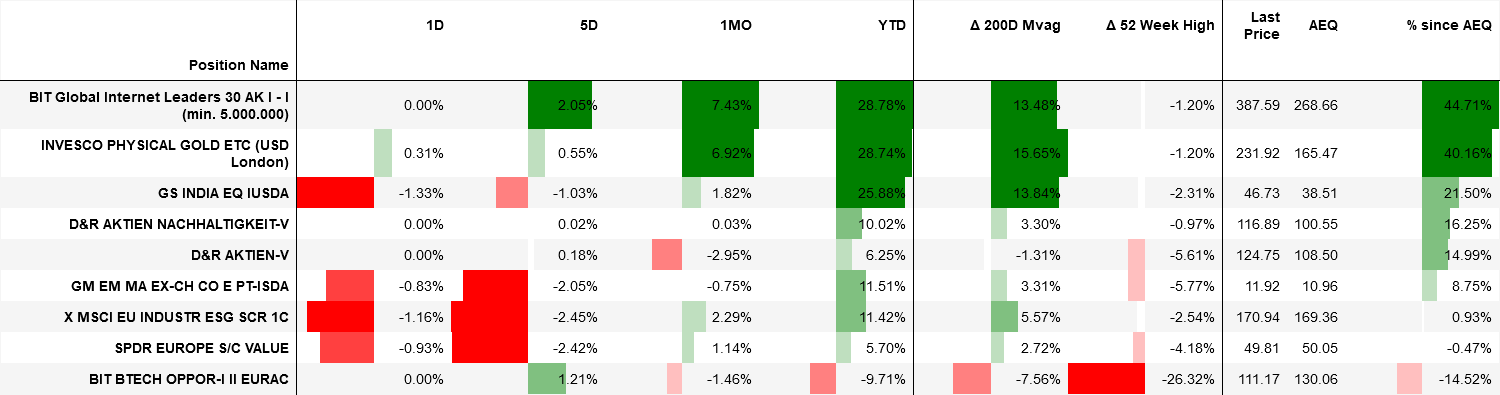 Position Name 1D 5D 1MO YTD Δ 200D Mvag Δ 52 Week High Last Price AEQ % since AEQ
BIT Global Internet Leaders 30 AK I - I (min. 5.000.000) 0.00% 2.05% 7.43% 28.78% 13.48% -1.20% 387.59 268.66 44.71%
INVESCO PHYSICAL GOLD ETC (USD London) 0.31% 0.55% 6.92% 28.74% 15.65% -1.20% 231.92 165.47 40.16%
GS INDIA EQ IUSDA -1.33% -1.03% 1.82% 25.88% 13.84% -2.31% 46.73 38.51 21.50%
D&R AKTIEN NACHHALTIGKEIT-V 0.00% 0.02% 0.03% 10.02% 3.30% -0.97% 116.89 100.55 16.25%
D&R AKTIEN-V 0.00% 0.18% -2.95% 6.25% -1.31% -5.61% 124.75 108.50 14.99%
GM EM MA EX-CH CO E PT-ISDA -0.83% -2.05% -0.75% 11.51% 3.31% -5.77% 11.92 10.96 8.75%
X MSCI EU INDUSTR ESG SCR 1C -1.16% -2.45% 2.29% 11.42% 5.57% -2.54% 170.94 169.36 0.93%
SPDR EUROPE S/C VALUE -0.93% -2.42% 1.14% 5.70% 2.72% -4.18% 49.81 50.05 -0.47%
BIT BTECH OPPOR-I II EURAC 0.00% 1.21% -1.46% -9.71% -7.56% -26.32% 111.17 130.06 -14.52%